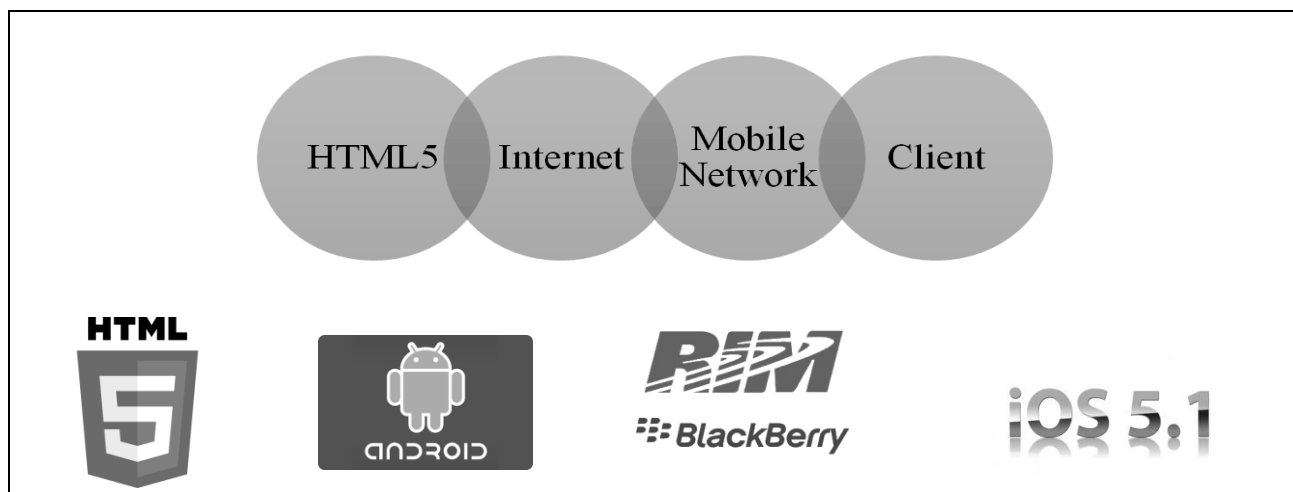 HTML5
Internet
Mobile
Network
Client
HTML
5
ANDROID
RIM
BlackBerry
iOS 5.1